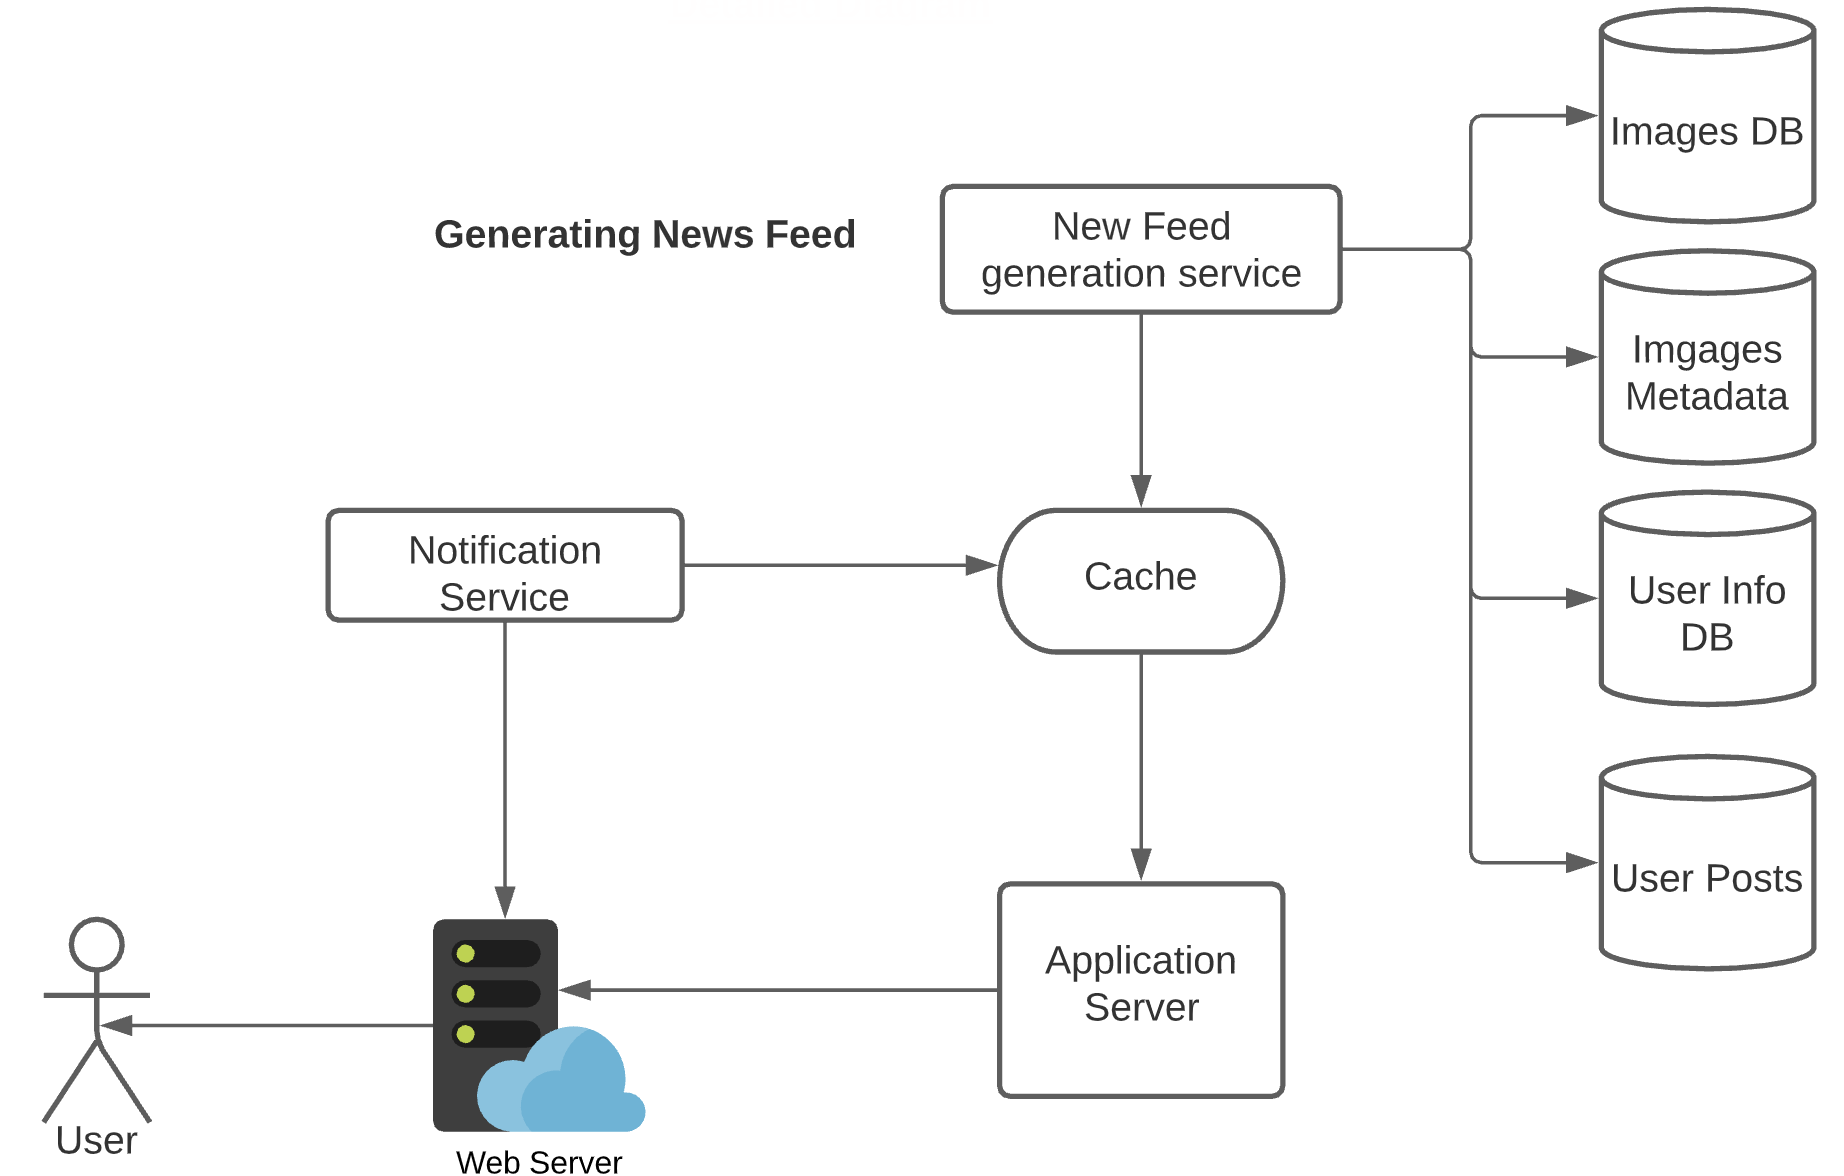 Images DB
Generating News Feed
New Feed
generation service
Imgages
Metadata
Notification
Service
Cache
User Info
DB
User Posts
Application
Server
User
Web Server